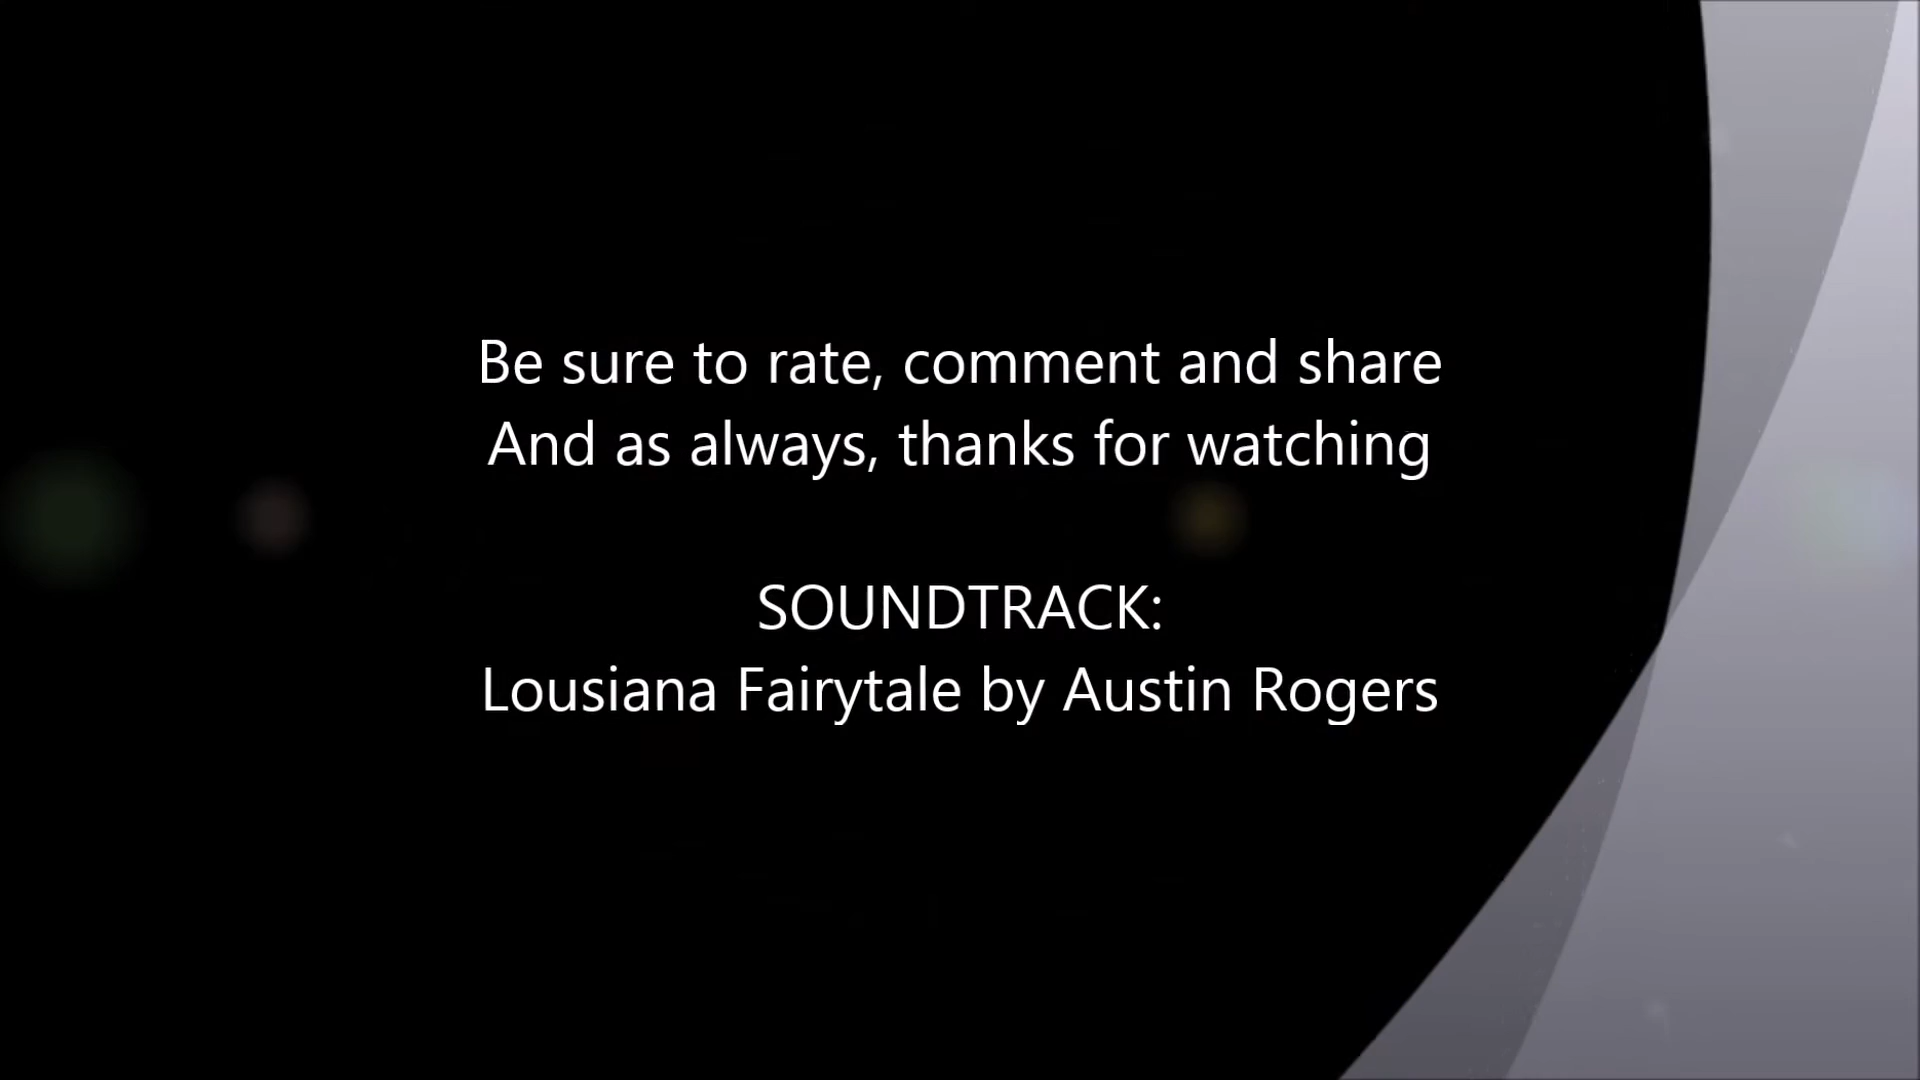 Be sure to rate, comment and share
And as always, thanks for watching
SOUNDTRACK:
Lousiana Fairytale by Austin Rogers